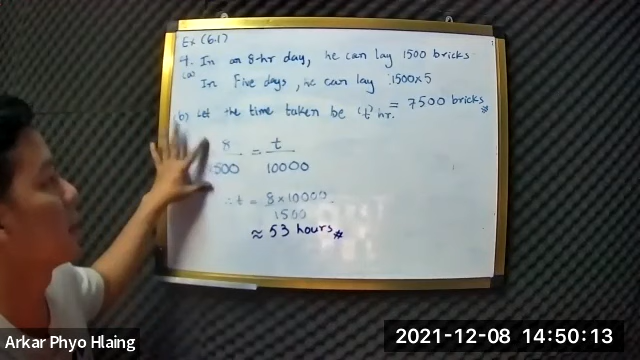 Ex (6.1)
4. In an 8-hr day, he can lay 1500 bricks
(a) In Five days, he can lay 1500x5
= 7500 bricks
(b) Let the time taken be (t) hr.
8 = t
1500 10000
∴ t = 8 x 10000
1500
≈ 53 hours
Arkar Phyo Hlaing
2021-12-08 14:50:13